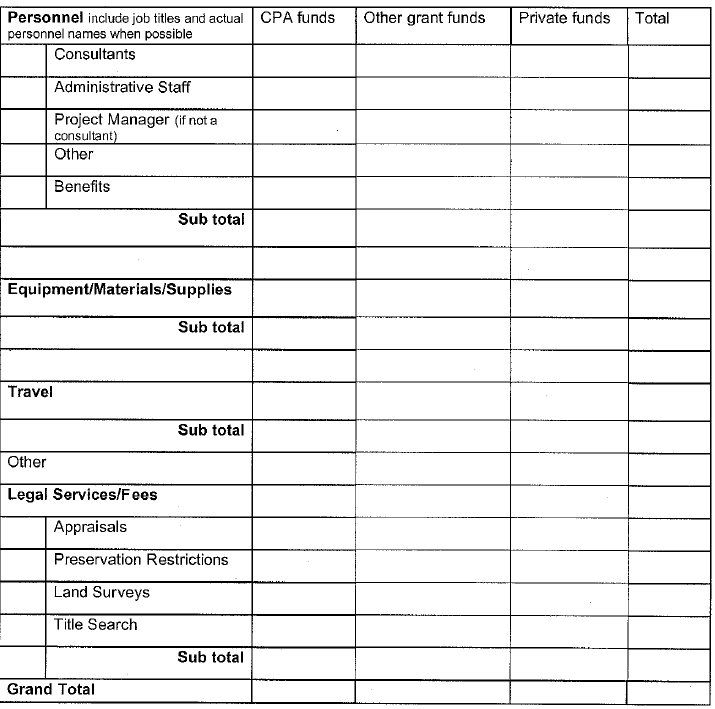 Personnel include job titles and actual personnel names when possible CPA funds Other grant funds Private funds Total
Consultants
Administrative Staff
Project Manager (if not a consultant)
Other
Benefits
Sub total
Equipment/Materials/Supplies
Sub total
Travel
Sub total
Other
Legal Services/Fees
Appraisals
Preservation Restrictions
Land Surveys
Title Search
Sub total
Grand Total